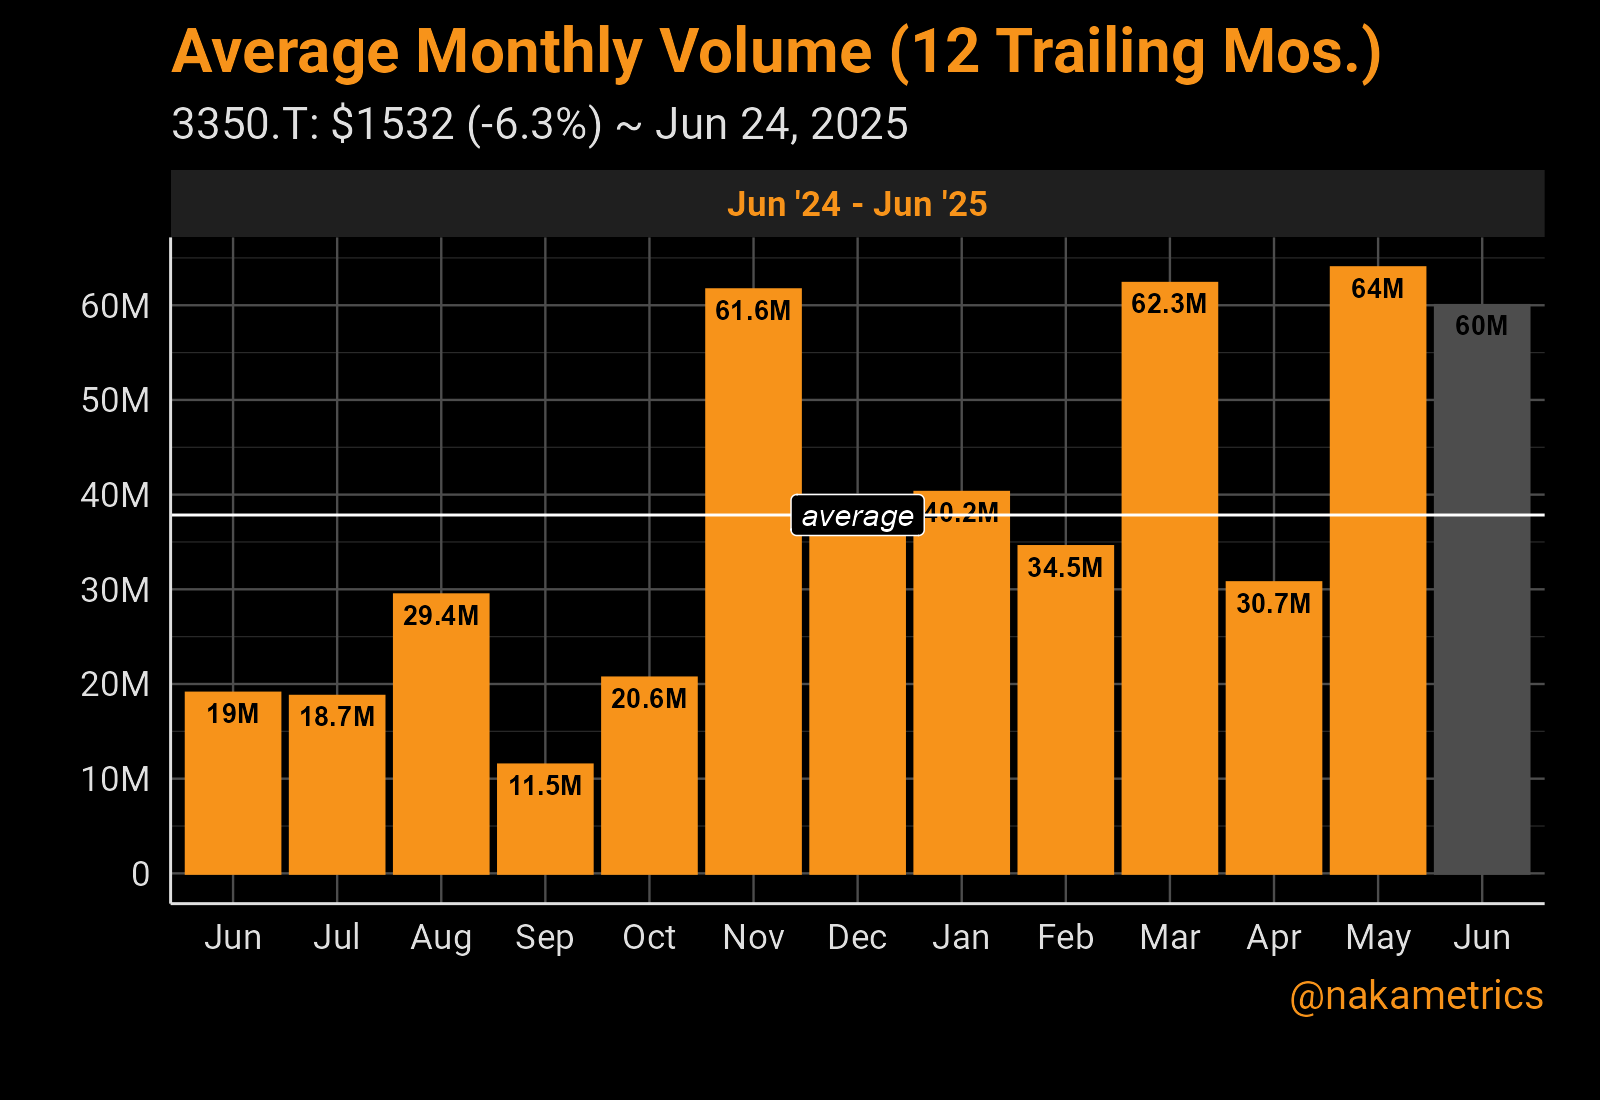 Average Monthly Volume (12 Trailing Mos.)
3350.T: $1532 (-6.3%) ~ Jun 24, 2025
Jun '24 - Jun '25
60M
50M
40M
30M
20M
10M
0
19M
18.7M
29.4M
11.5M
20.6M
61.6M
average
40.2M
34.5M
62.3M
30.7M
64M
60M
Jun Jul Aug Sep Oct Nov Dec Jan Feb Mar Apr May Jun
@nakametrics